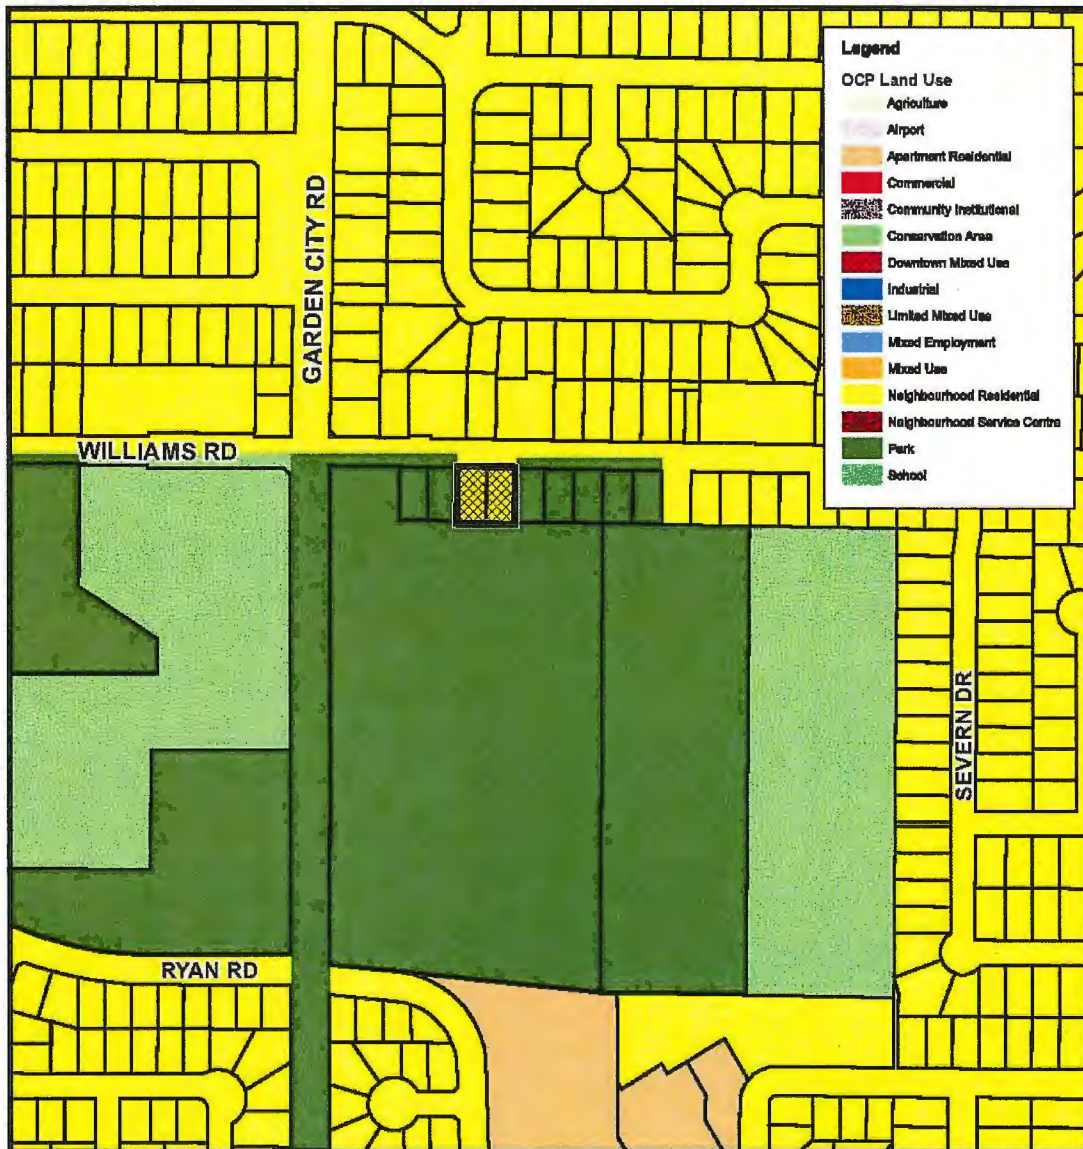 Legend
OCP Land Use
Agriculture
Airport
Apartment Residential
Commercial
Community Institutional
Conservation Area
Downtown Mixed Use
Industrial
Limited Mixed Use
Mixed Employment
Mixed Use
Neighbourhood Residential
Neighbourhood Service Centre
Park
School
GARDEN CITY RD
WILLIAMS RD
SEVERN DR
RYAN RD